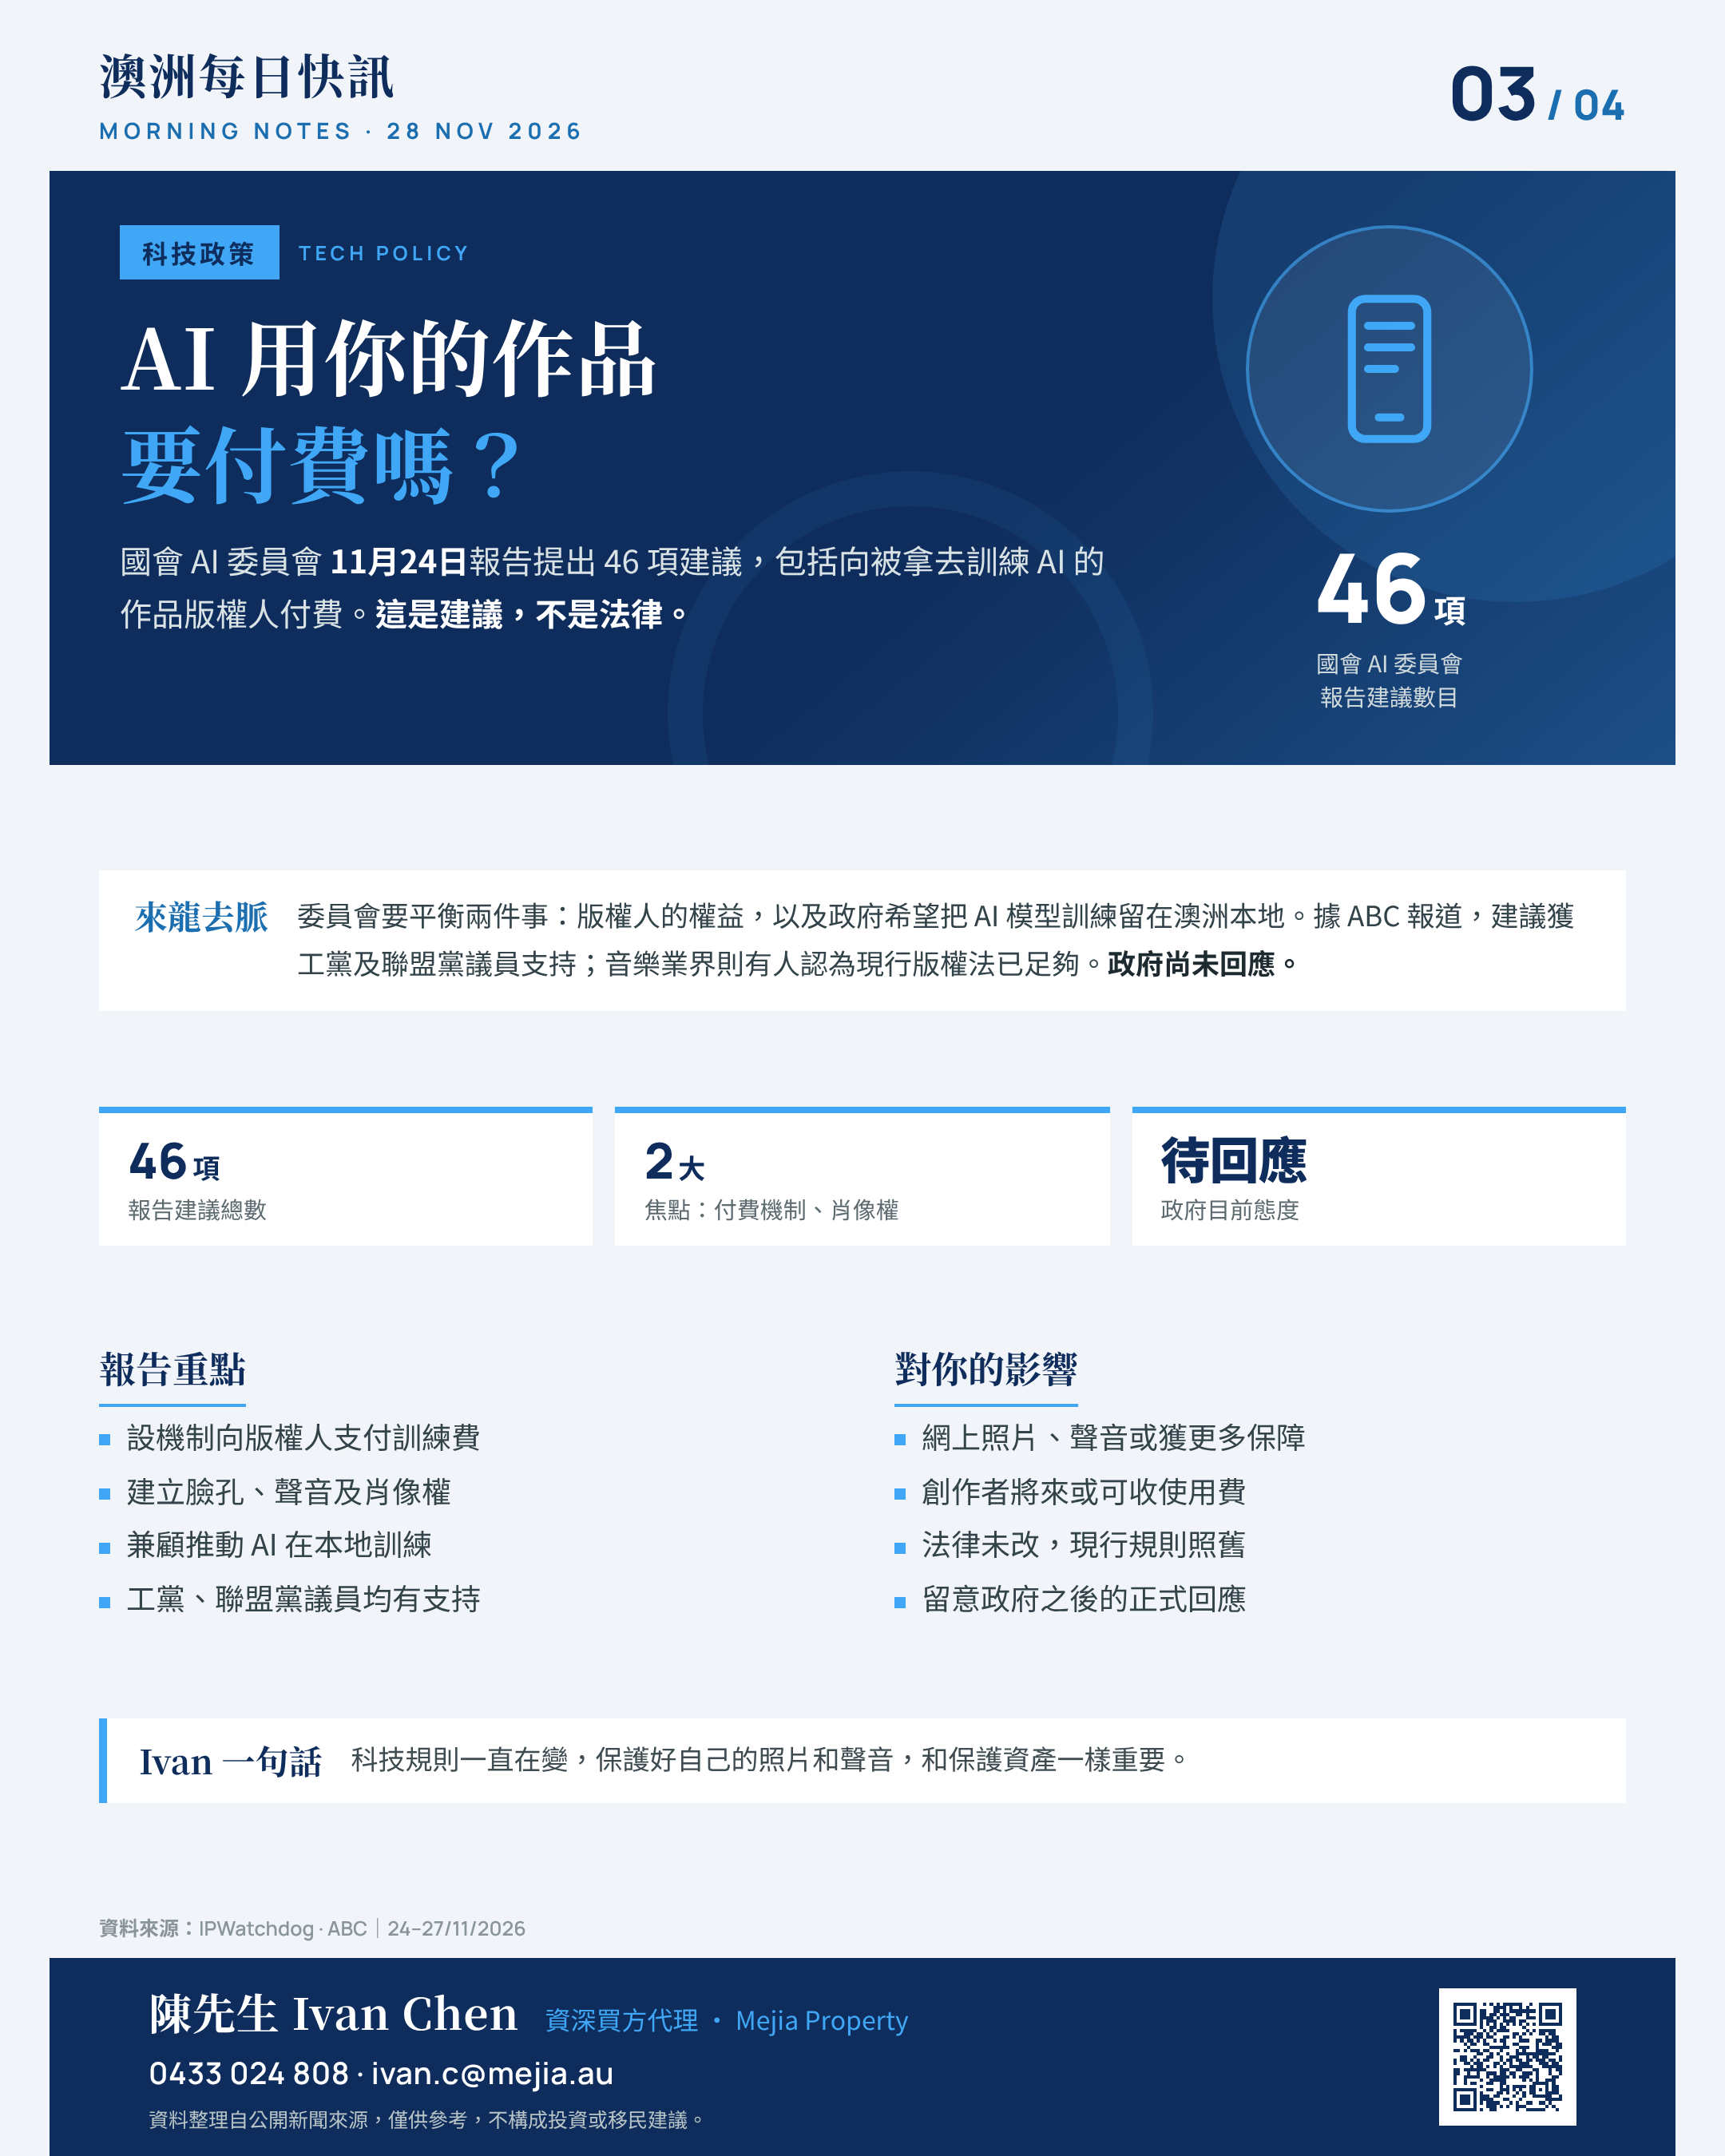 澳洲每日快訊
MORNING NOTES · 28 NOV 2026
03 / 04
科技政策 TECH POLICY
AI 用你的作品
要付費嗎？
國會 AI 委員會 11月24日報告提出 46 項建議，包括向被拿去訓練 AI 的
作品版權人付費。這是建議，不是法律。
46 項
國會 AI 委員會
報告建議數目
來龍去脈
委員會要平衡兩件事：版權人的權益，以及政府希望把 AI 模型訓練留在澳洲本地。據 ABC 報道，建議獲
工黨及聯盟黨議員支持；音樂業界則有人認為現行版權法已足夠。政府尚未回應。
46 項
報告建議總數
2 大
焦點：付費機制、肖像權
待回應
政府目前態度
報告重點
設機制向版權人支付訓練費
建立臉孔、聲音及肖像權
兼顧推動 AI 在本地訓練
工黨、聯盟黨議員均有支持
對你的影響
網上照片、聲音或獲更多保障
創作者將來或可收使用費
法律未改，現行規則照舊
留意政府之後的正式回應
Ivan 一句話 科技規則一直在變，保護好自己的照片和聲音，和保護資產一樣重要。
資料來源：IPWatchdog · ABC｜24–27/11/2026
陳先生 Ivan Chen 資深買方代理 · Mejia Property
0433 024 808 · ivan.c@mejia.au
資料整理自公開新聞來源，僅供參考，不構成投資或移民建議。